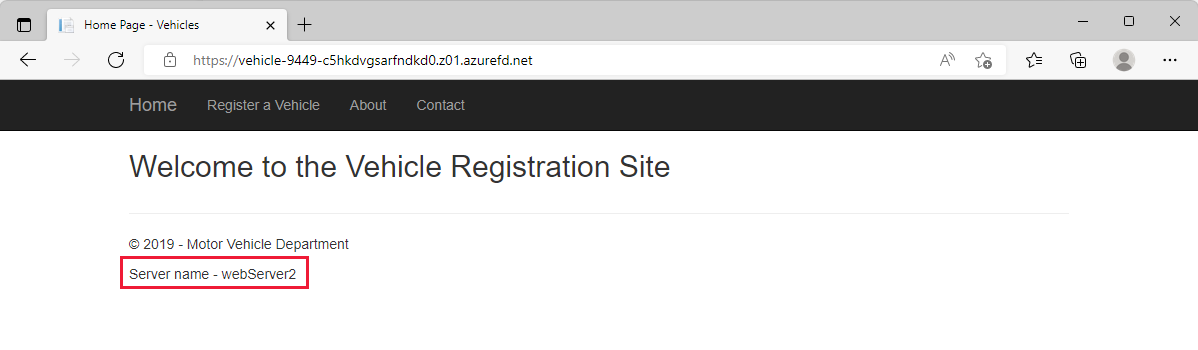 Home Page - Vehicles
https://vehicle-9449-c5hkdvgsarfndkd0.z01.azurefd.net
Home Register a Vehicle About Contact
Welcome to the Vehicle Registration Site
© 2019 - Motor Vehicle Department
Server name - webServer2